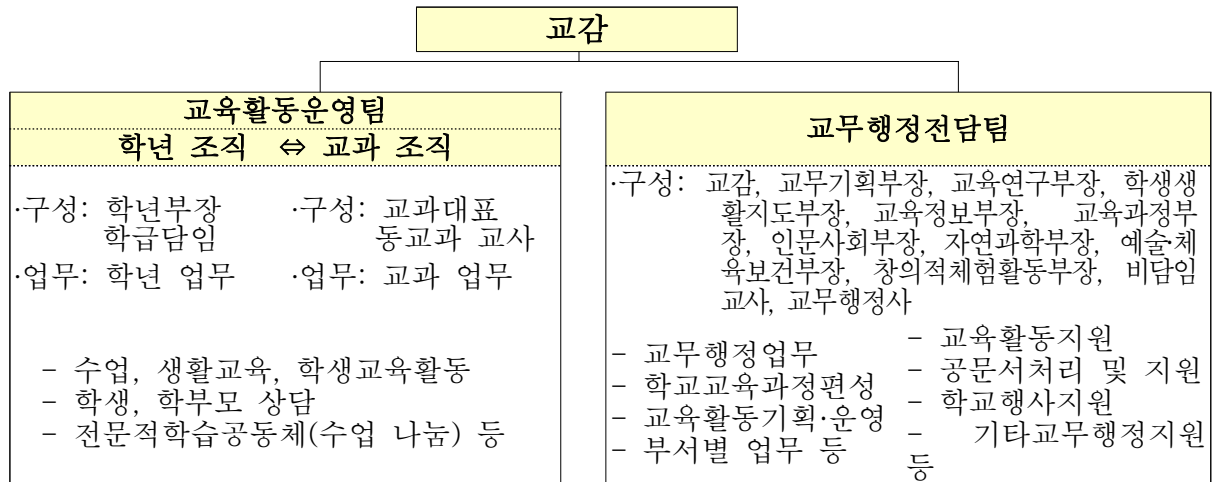 교감
교육활동운영팀
학년 조직 ⇔ 교과 조직
·구성: 학년부장
학급담임
·업무: 학년 업무
·구성: 교과대표
동교과 교사
·업무: 교과 업무
- 수업, 생활교육, 학생교육활동
- 학생, 학부모 상담
- 전문적학습공동체(수업 나눔) 등
교무행정전담팀
·구성: 교감, 교무기획부장, 교육연구부장, 학생생
활지도부장, 교육정보부장, 교육과정부
장, 인문사회부장, 자연과학부장, 예술·체
육보건부장, 창의적체험활동부장, 비담임
교사, 교무행정사
- 교무행정업무
- 학교교육과정편성
- 교육활동기획·운영
- 부서별 업무 등
- 교육활동지원
- 공문서처리 및 지원
- 학교행사지원
- 기타교무행정지원
등